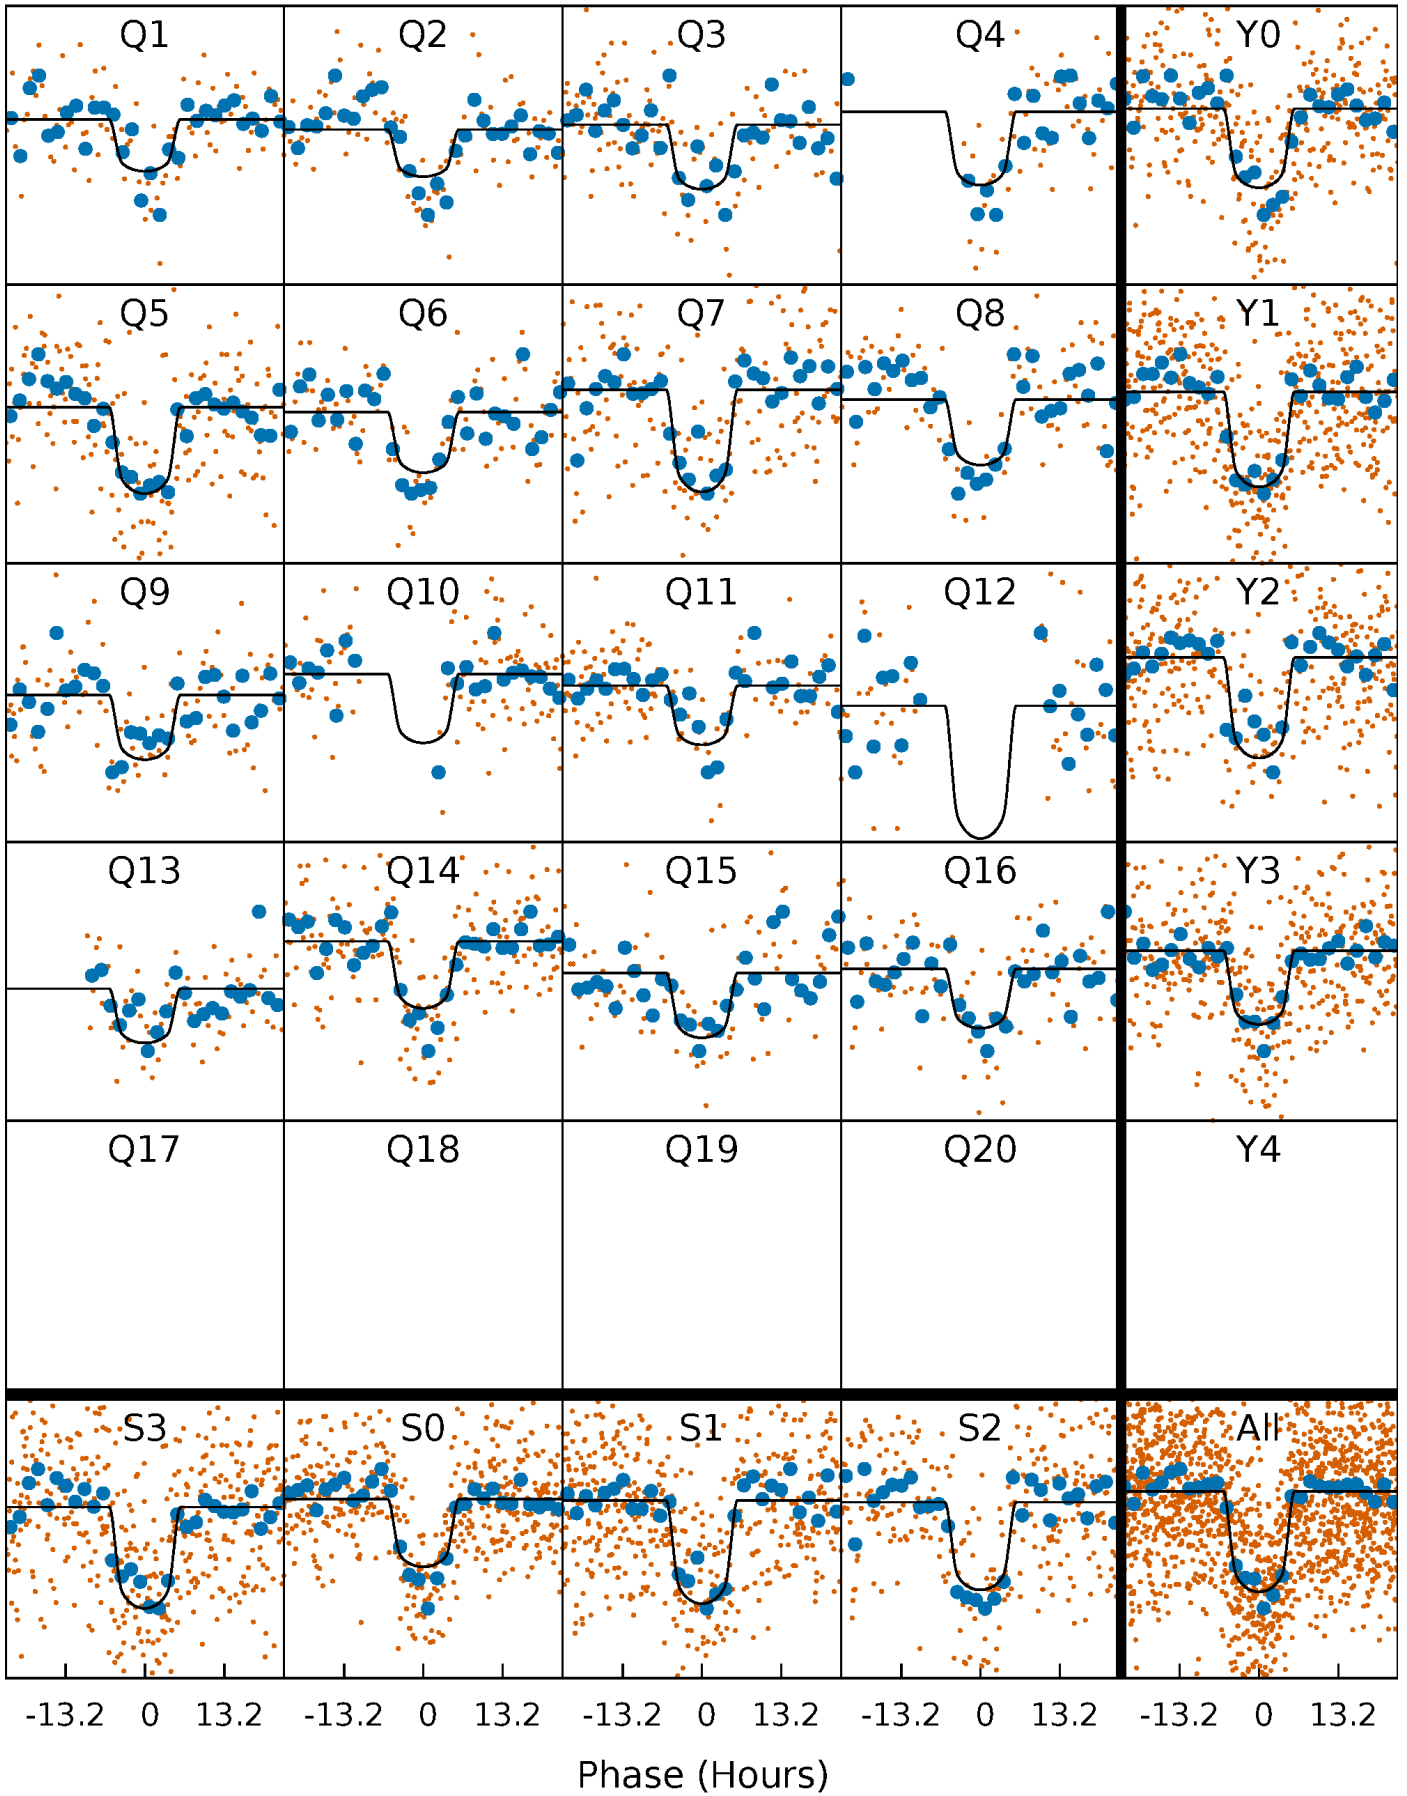 Q1 Q2 Q3 Q4 Y0
Q5 Q6 Q7 Q8 Y1
Q9 Q10 Q11 Q12 Y2
Q13 Q14 Q15 Q16 Y3
Q17 Q18 Q19 Q20 Y4
S3 S0 S1 S2 All
-13.2 0 13.2 -13.2 0 13.2 -13.2 0 13.2 -13.2 0 13.2 -13.2 0 13.2
Phase (Hours)